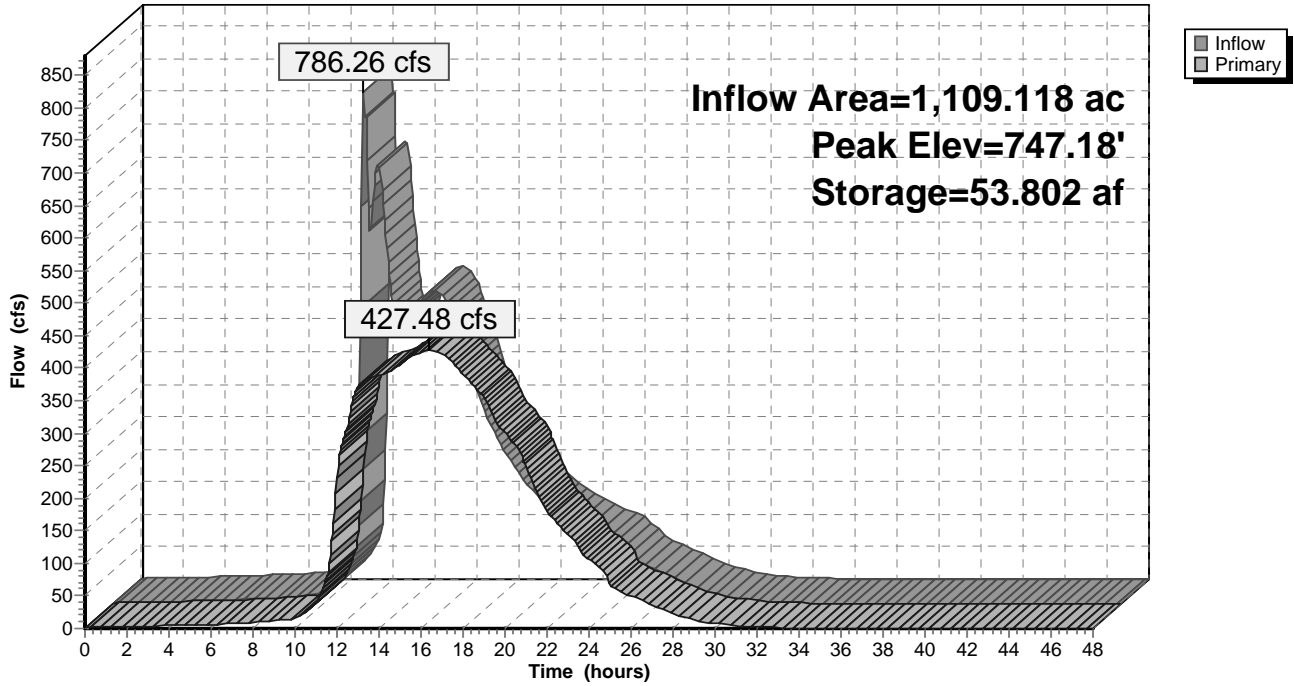 786.26 cfs
427.48 cfs
Inflow Area=1,109.118 ac
Peak Elev=747.18'
Storage=53.802 af
Inflow
Primary
Flow (cfs)
850
800
750
700
650
600
550
500
450
400
350
300
250
200
150
100
50
0
0 2 4 6 8 10 12 14 16 18 20 22 24 26 28 30 32 34 36 38 40 42 44 46 48
Time (hours)